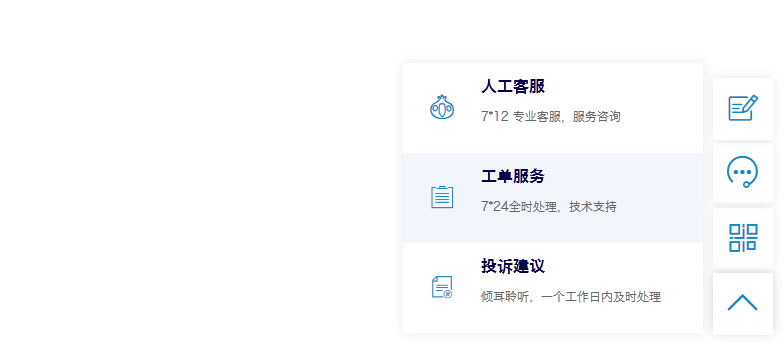 人工客服
7*12 专业客服，服务咨询
工单服务
7*24全时处理，技术支持
投诉建议
倾耳聆听，一个工作日内及时处理